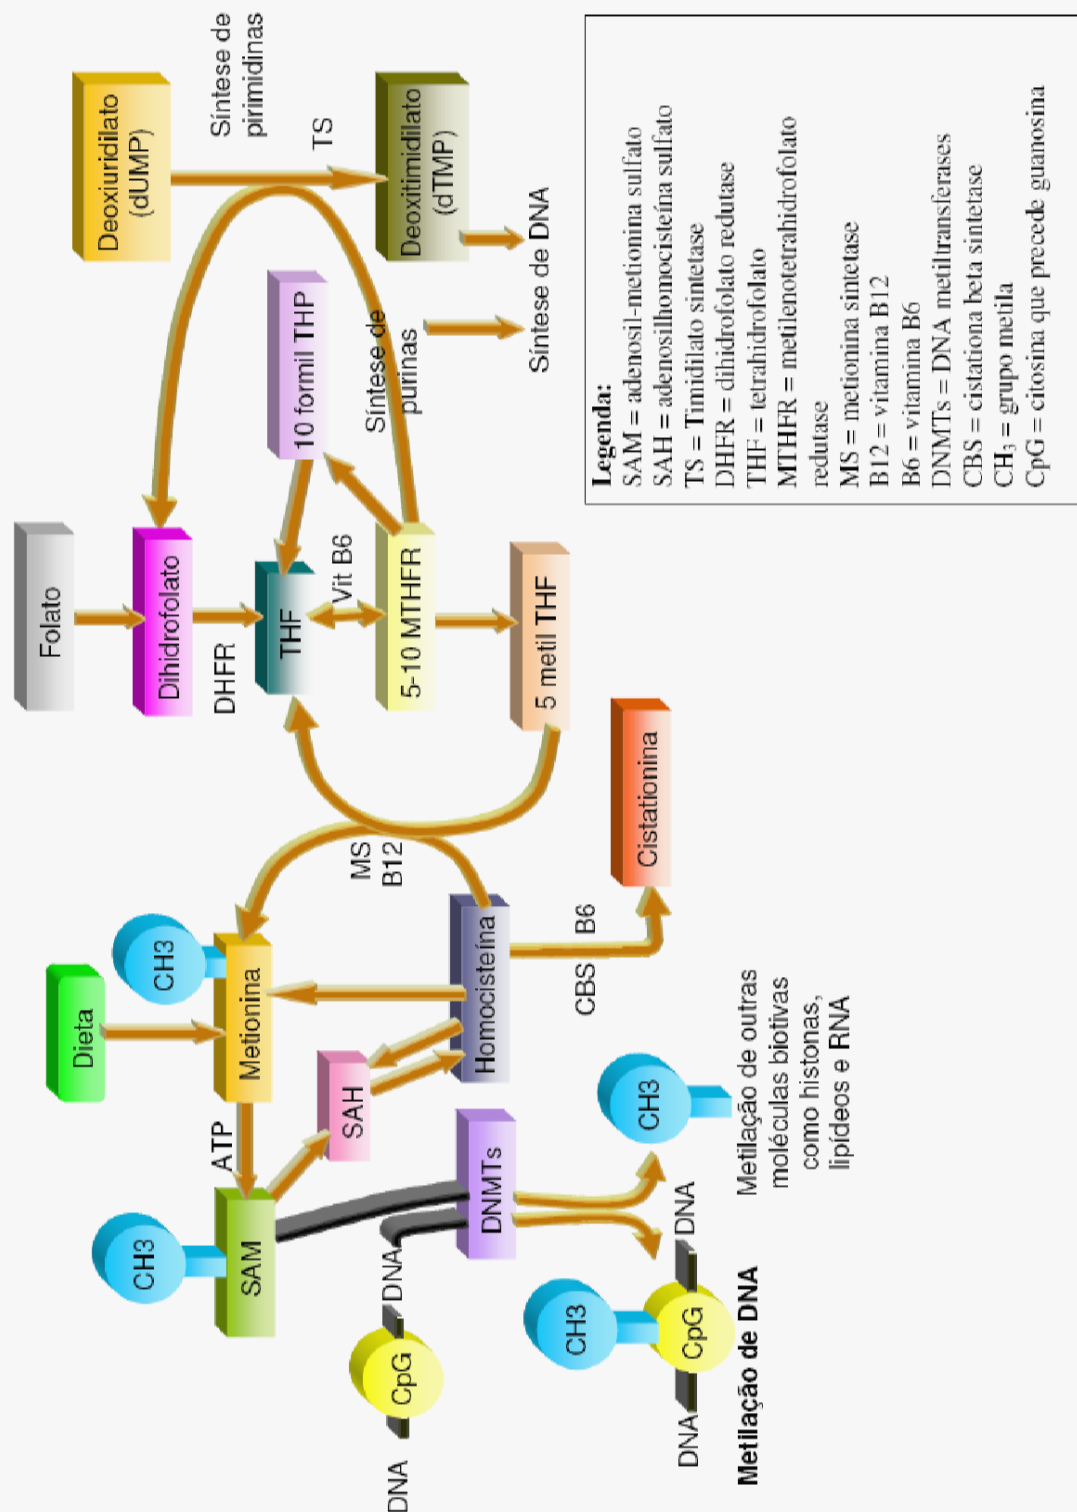 Folato
Deoxiuridilato
(dUMP)
Dieta
CH3
Dihidrofolato
Síntese de
pirimidinas
CH3
DHFR
ATP
Metionina
SAM
THF
10 formil THP
TS
SAH
MS
B12
Vit B6
5-10 MTHFR
Síntese de
purinas
Deoxitimidilato
(dTMP)
DNA
CpG
DNA
DNMTs
Homocisteína
5 metil THF
Síntese de DNA
CBS B6
CH3
CH3
Cistationina
DNA
CpG
DNA
Metilação de DNA
Metilação de outras
moléculas biotivas
como histonas,
lipídeos e RNA
Legenda:
SAM = adenosil-metionina sulfato
SAH = adenosilhomocisteína sulfato
TS = Timidilato sintetase
DHFR = dihidrofolato redutase
THF = tetrahidrofolato
MTHFR = metilenotetrahidrofolato
redutase
MS = metionina sintetase
B12 = vitamina B12
B6 = vitamina B6
DNMTs = DNA metiltransferases
CBS = cistationa beta sintetase
CH3 = grupo metila
CpG = citosina que precede guanosina